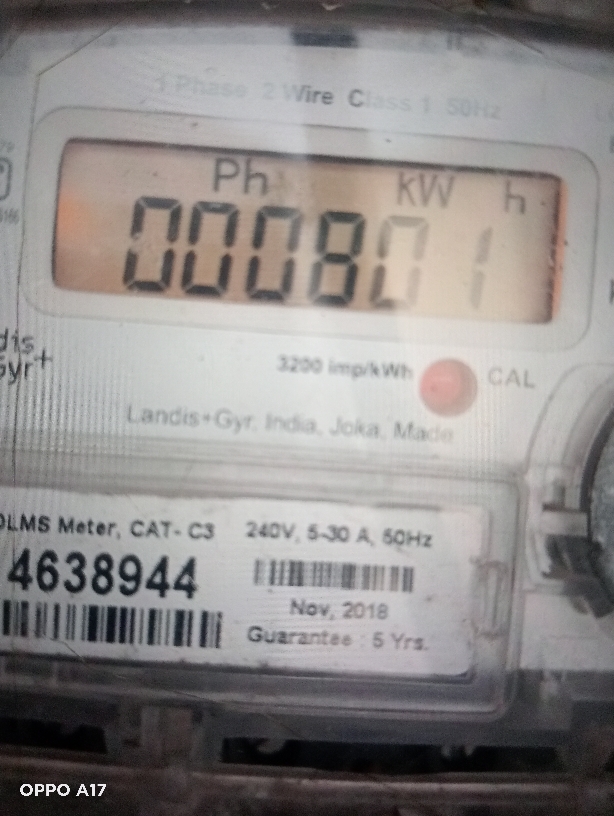 1 Phase 2 Wire Class 1 50Hz
Ph kW h
000801
3200 imp/kWh CAL
Landis+Gyr, India, Joka, Made
DLMS Meter, CAT- C3 240V, 5-30 A, 50Hz
4638944
Nov, 2018
Guarantee : 5 Yrs.
OPPO A17